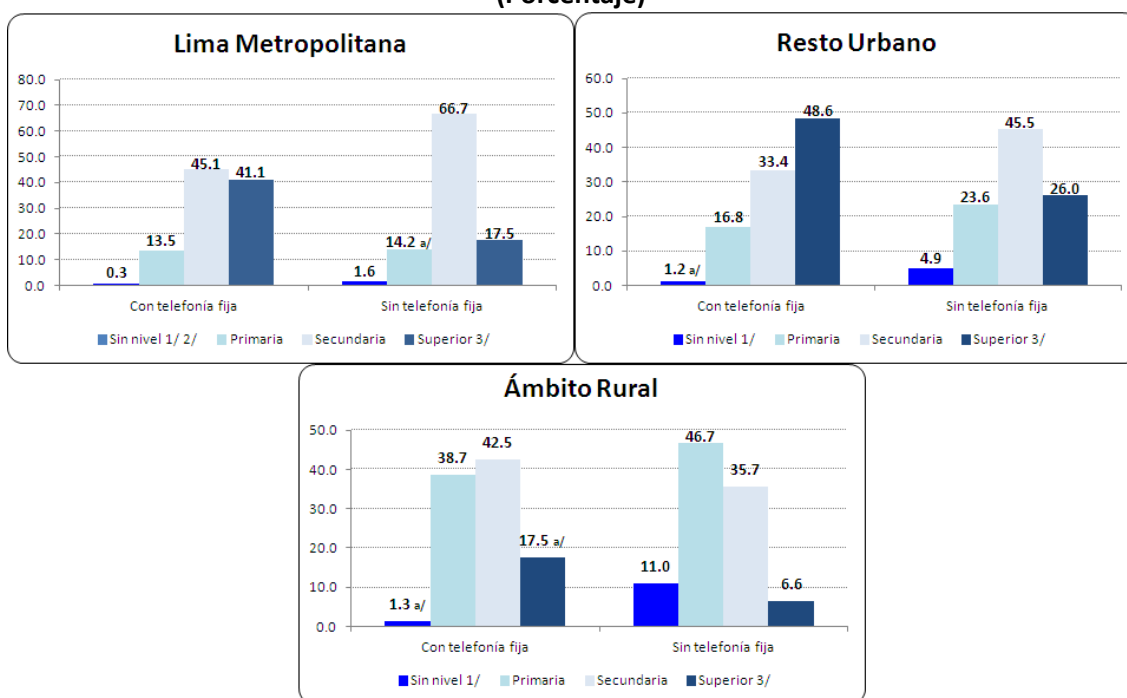 (Porcentaje)
Lima Metropolitana
80.0
70.0
60.0
50.0
40.0
30.0
20.0
10.0
0.0
0.3
13.5
45.1
41.1
1.6
14.2 a/
66.7
17.5
Con telefonía fija
Sin telefonía fija
Sin nivel 1/ 2/ Primaria Secundaria Superior 3/
Resto Urbano
60.0
50.0
40.0
30.0
20.0
10.0
0.0
1.2 a/
16.8
33.4
48.6
4.9
23.6
45.5
26.0
Con telefonía fija
Sin telefonía fija
Sin nivel 1/ Primaria Secundaria Superior 3/
Ámbito Rural
50.0
40.0
30.0
20.0
10.0
0.0
1.3 a/
38.7
42.5
17.5 a/
11.0
46.7
35.7
6.6
Con telefonía fija
Sin telefonía fija
Sin nivel 1/ Primaria Secundaria Superior 3/